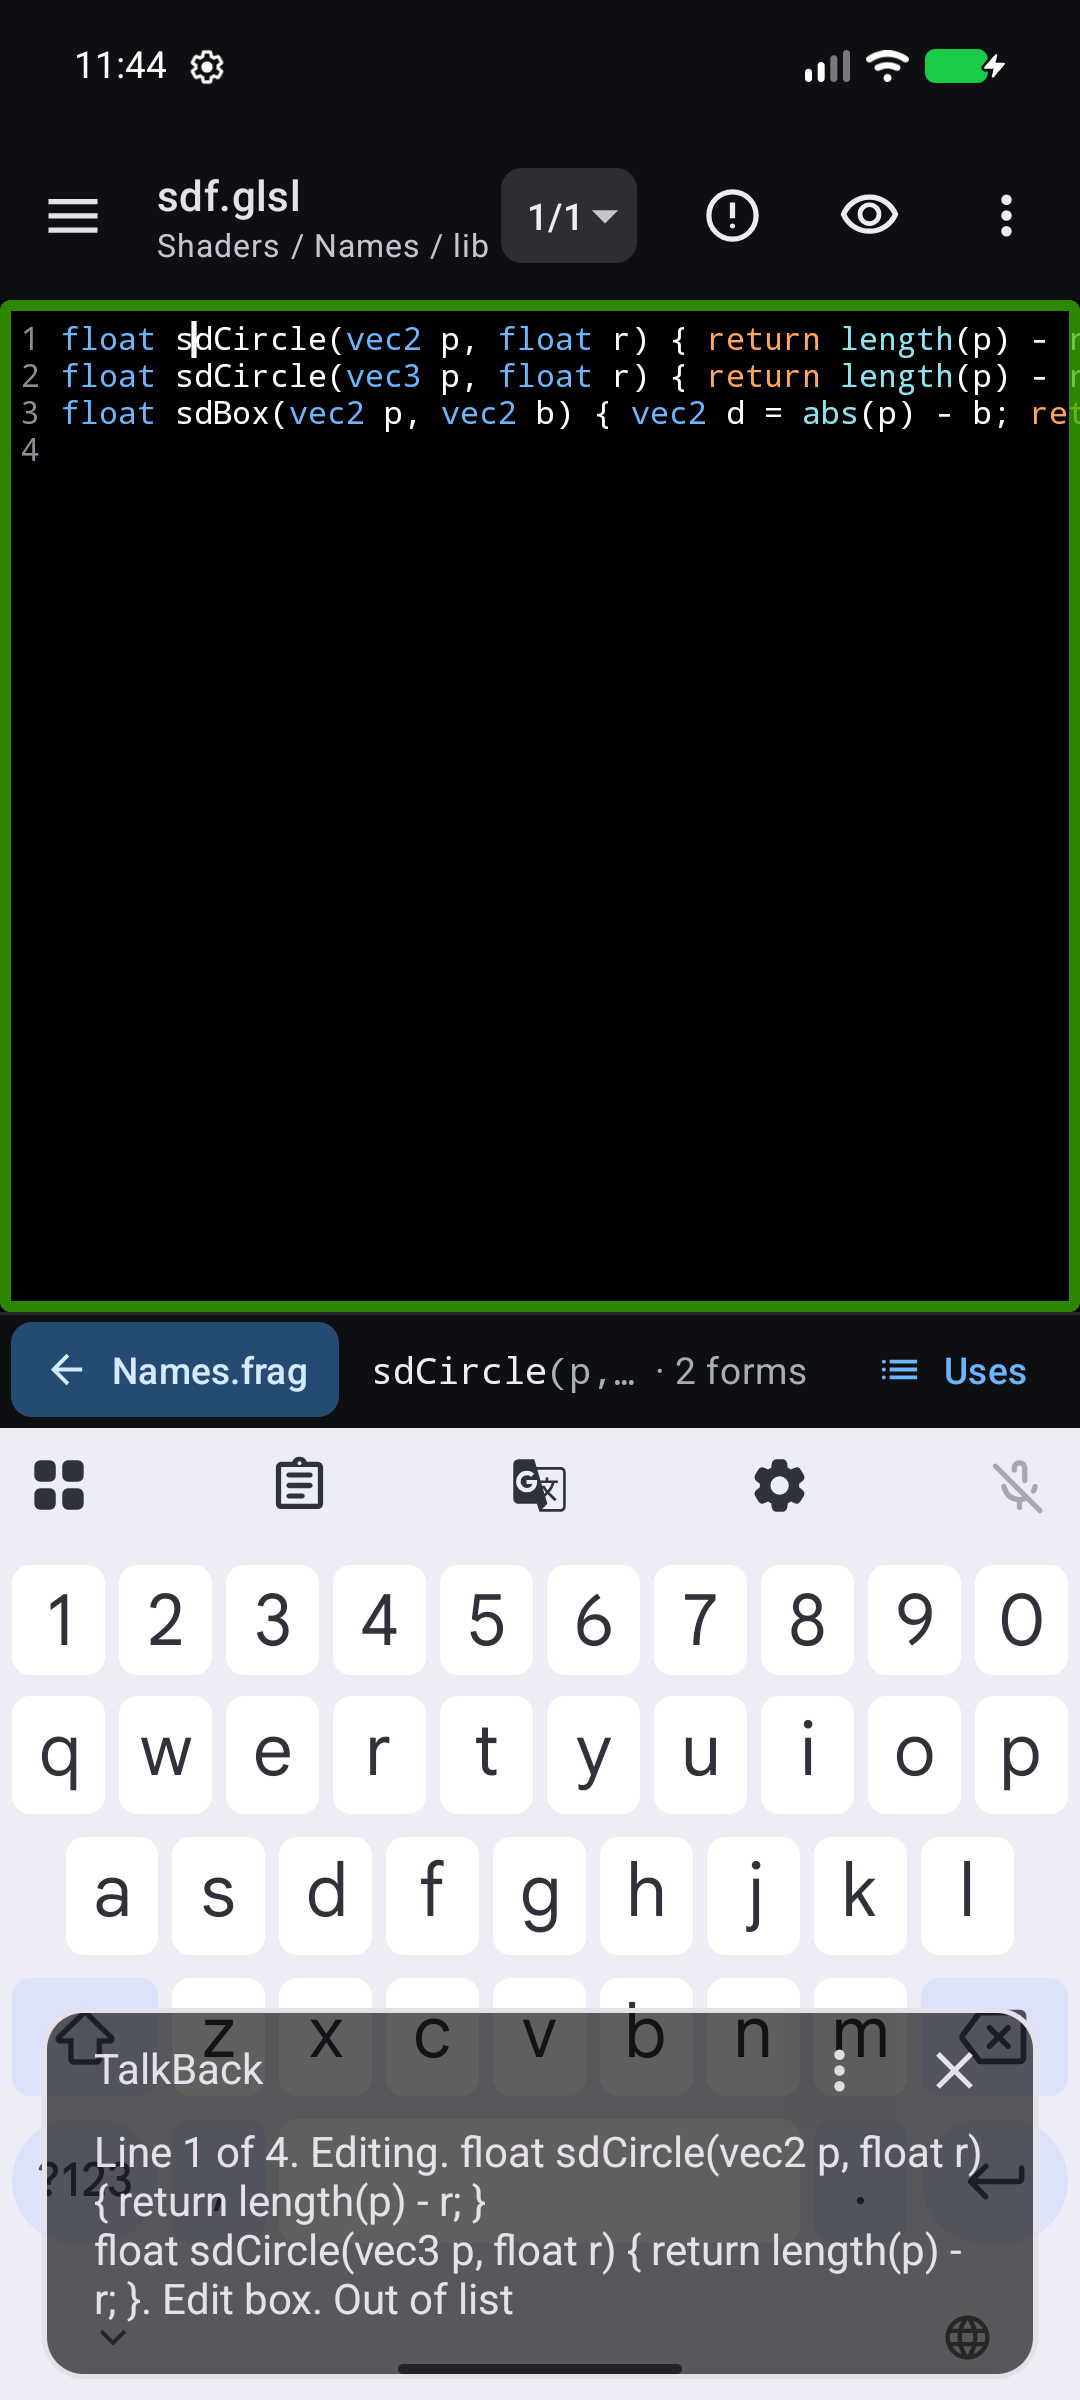 11:44
sdf.glsl
Shaders / Names / lib
1/1
1 float sdCircle(vec2 p, float r) { return length(p) - r
2 float sdCircle(vec3 p, float r) { return length(p) - r
3 float sdBox(vec2 p, vec2 b) { vec2 d = abs(p) - b; ret
4
Names.frag
sdCircle(p,… · 2 forms
Uses
1 2 3 4 5 6 7 8 9 0
q w e r t y u i o p
a s d f g h j k l
z x c v b n m
?123 , .
TalkBack
Line 1 of 4. Editing. float sdCircle(vec2 p, float r)
{ return length(p) - r; }
float sdCircle(vec3 p, float r) { return length(p) -
r; }. Edit box. Out of list